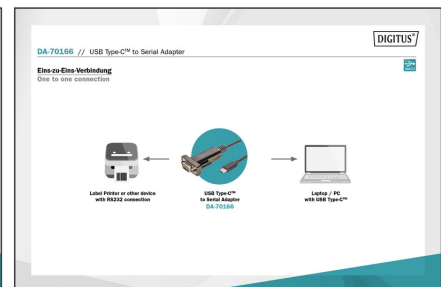 DIGITUS®
DA-70166 // USB Type-C™ to Serial Adapter
Eins-zu-Eins-Verbindung
One to one connection
Label Printer or other device
with RS232 connection
USB Type-C™
to Serial Adapter
DA-70166
Laptop / PC
with USB Type-C™